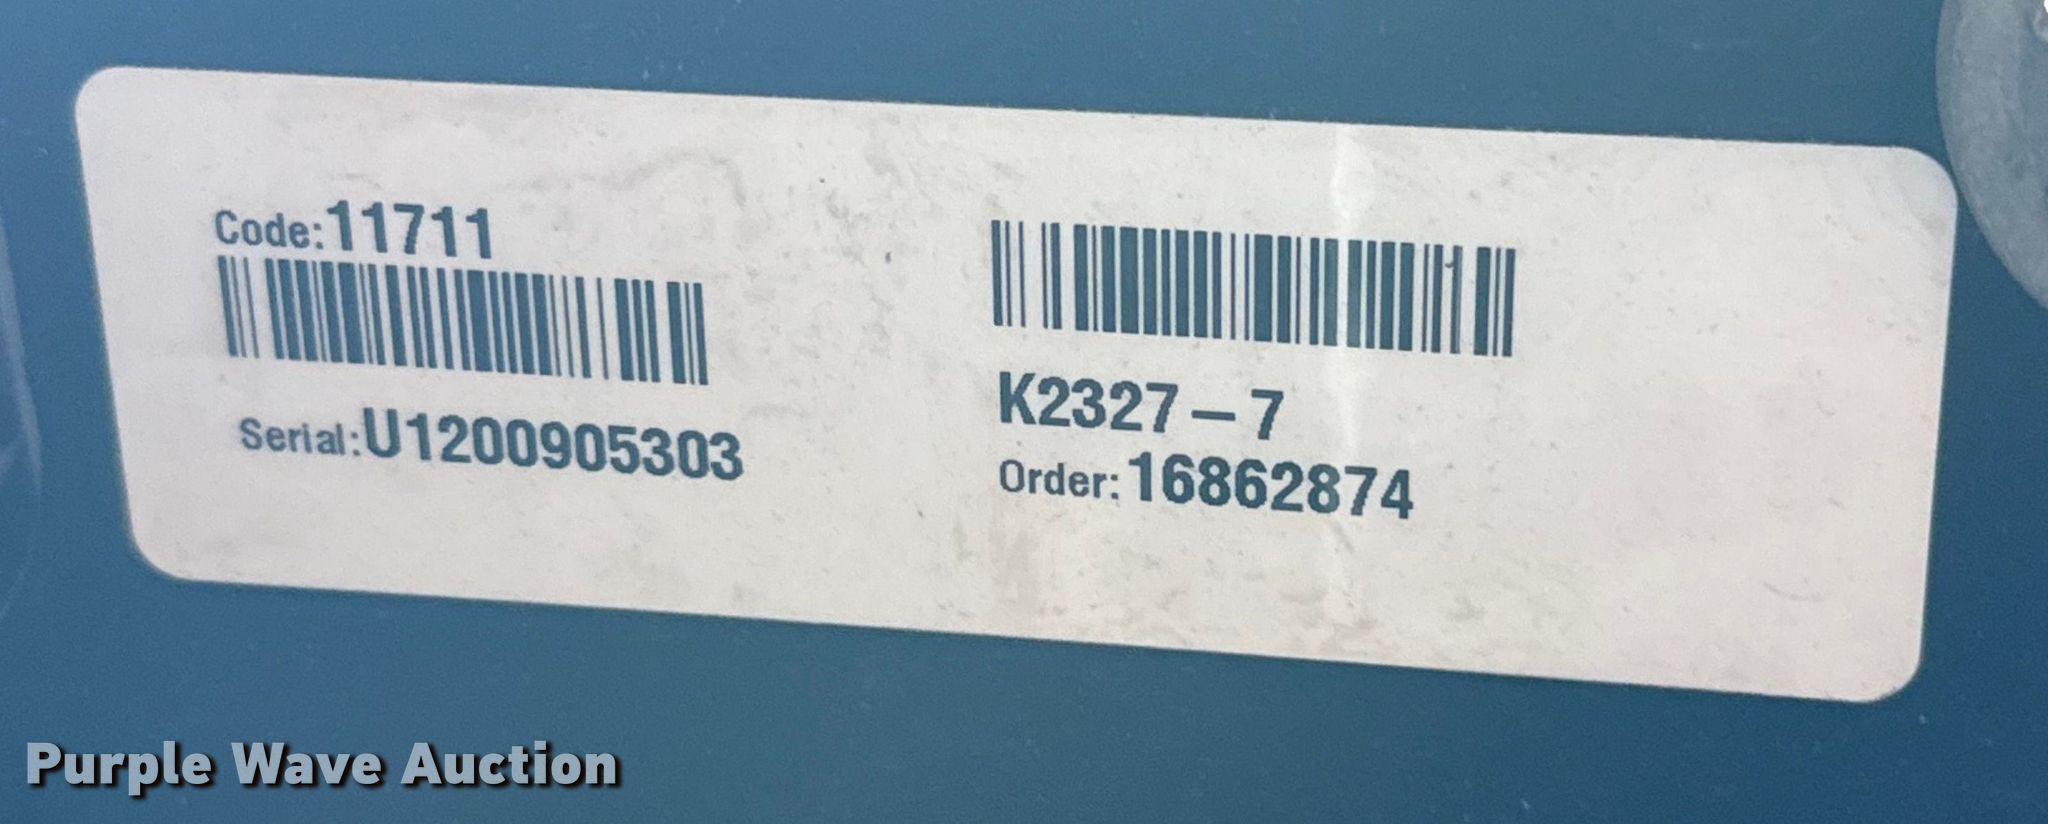 Code:11711
Serial:U1200905303
K2327-7
Order:16862874
Purple Wave Auction